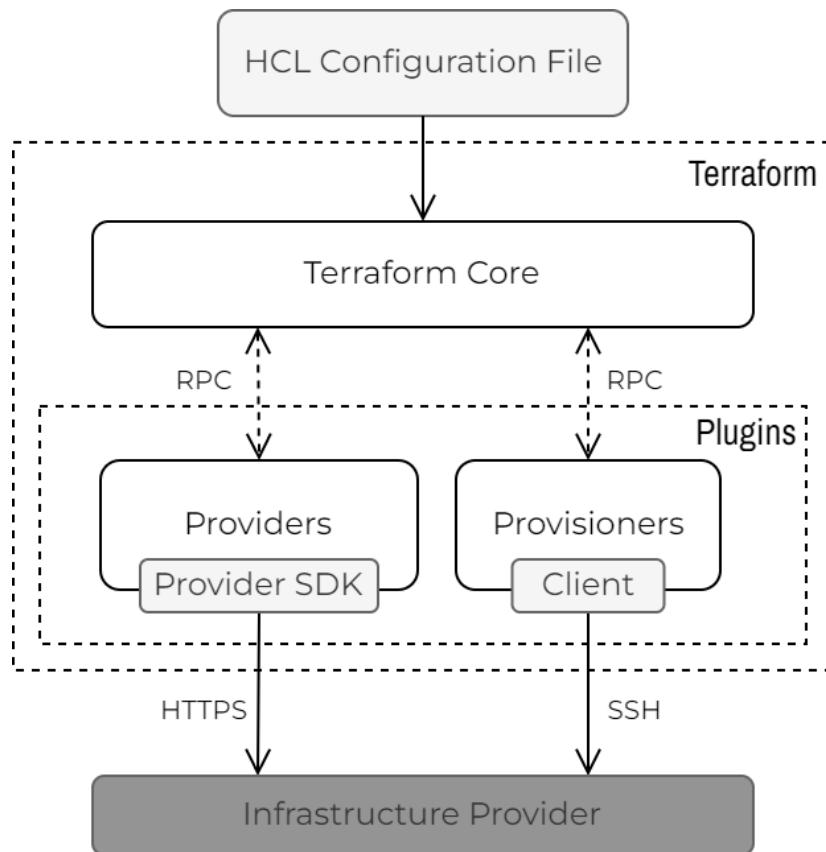 HCL Configuration File
Terraform
Terraform Core
RPC
RPC
Plugins
Providers
Provisioners
Provider SDK
Client
HTTPS
SSH
Infrastructure Provider